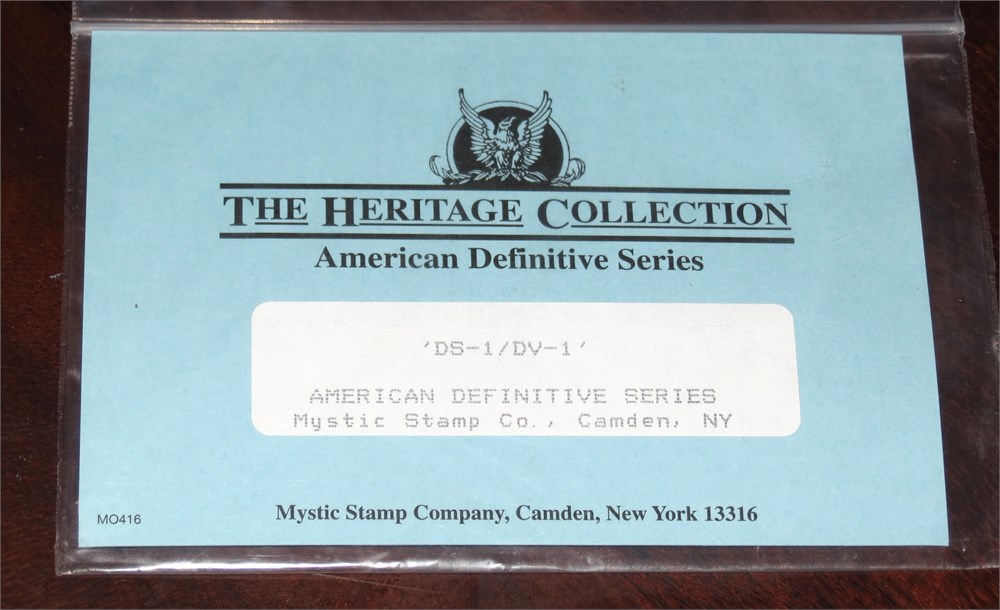 THE HERITAGE COLLECTION
American Definitive Series
'DS-1/DV-1'
AMERICAN DEFINITIVE SERIES
Mystic Stamp Co., Camden, NY
MO416
Mystic Stamp Company, Camden, New York 13316